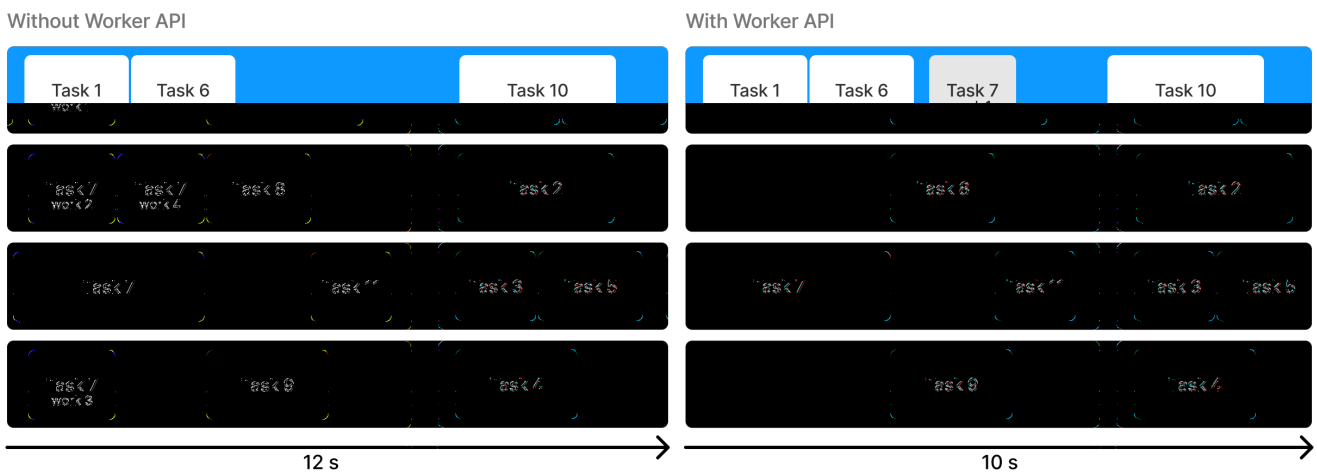 Without Worker API
With Worker API
Task 1
Task 6
Task 10
Task 1
Task 6
Task 7
Task 10
Task 7
work 2
Task 7
work 4
Task 8
Task 2
Task 8
Task 2
Task 7
Task 11
Task 3
Task 5
Task 7
Task 11
Task 3
Task 5
Task 7
work 3
Task 9
Task 4
Task 9
Task 4
12 s
10 s